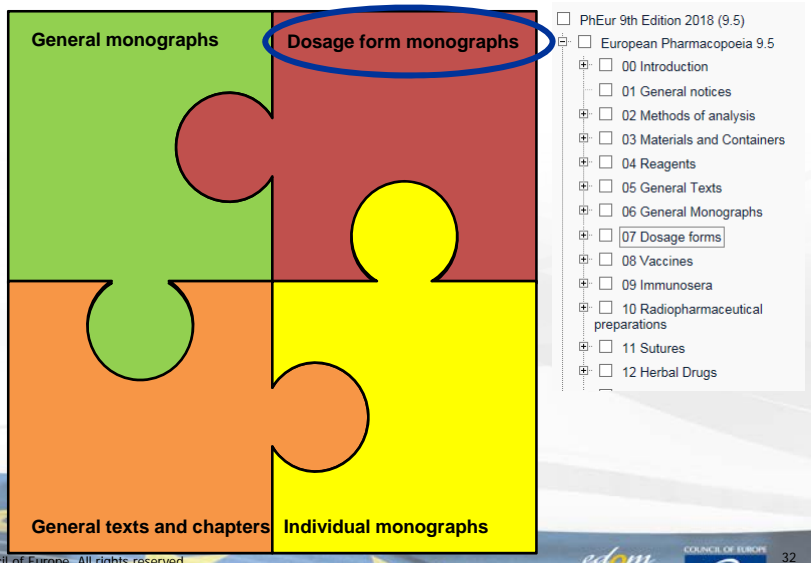 General monographs
Dosage form monographs
General texts and chapters
Individual monographs
PhEur 9th Edition 2018 (9.5)
European Pharmacopoeia 9.5
00 Introduction
01 General notices
02 Methods of analysis
03 Materials and Containers
04 Reagents
05 General Texts
06 General Monographs
07 Dosage forms
08 Vaccines
09 Immunosera
10 Radiopharmaceutical
preparations
11 Sutures
12 Herbal Drugs
cil of Europe. All rights reserved.
edqm
COUNCIL OF EUROPE
32